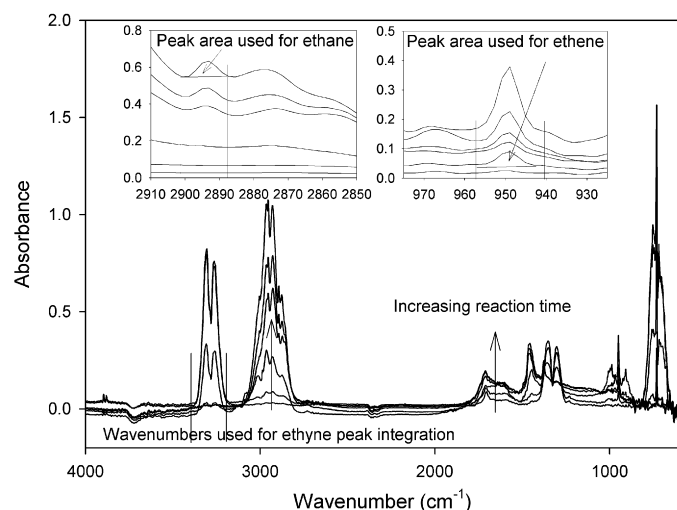 2.0
1.5
1.0
0.5
0.0
Absorbance
0.8
0.6
0.4
0.2
0.0
Peak area used for ethane
2910 2900 2890 2880 2870 2860 2850
0.5
0.4
0.3
0.2
0.1
0.0
Peak area used for ethene
970 960 950 940 930
Increasing reaction time
Wavenumbers used for ethyne peak integration
4000 3000 2000 1000
Wavenumber (cm⁻¹)